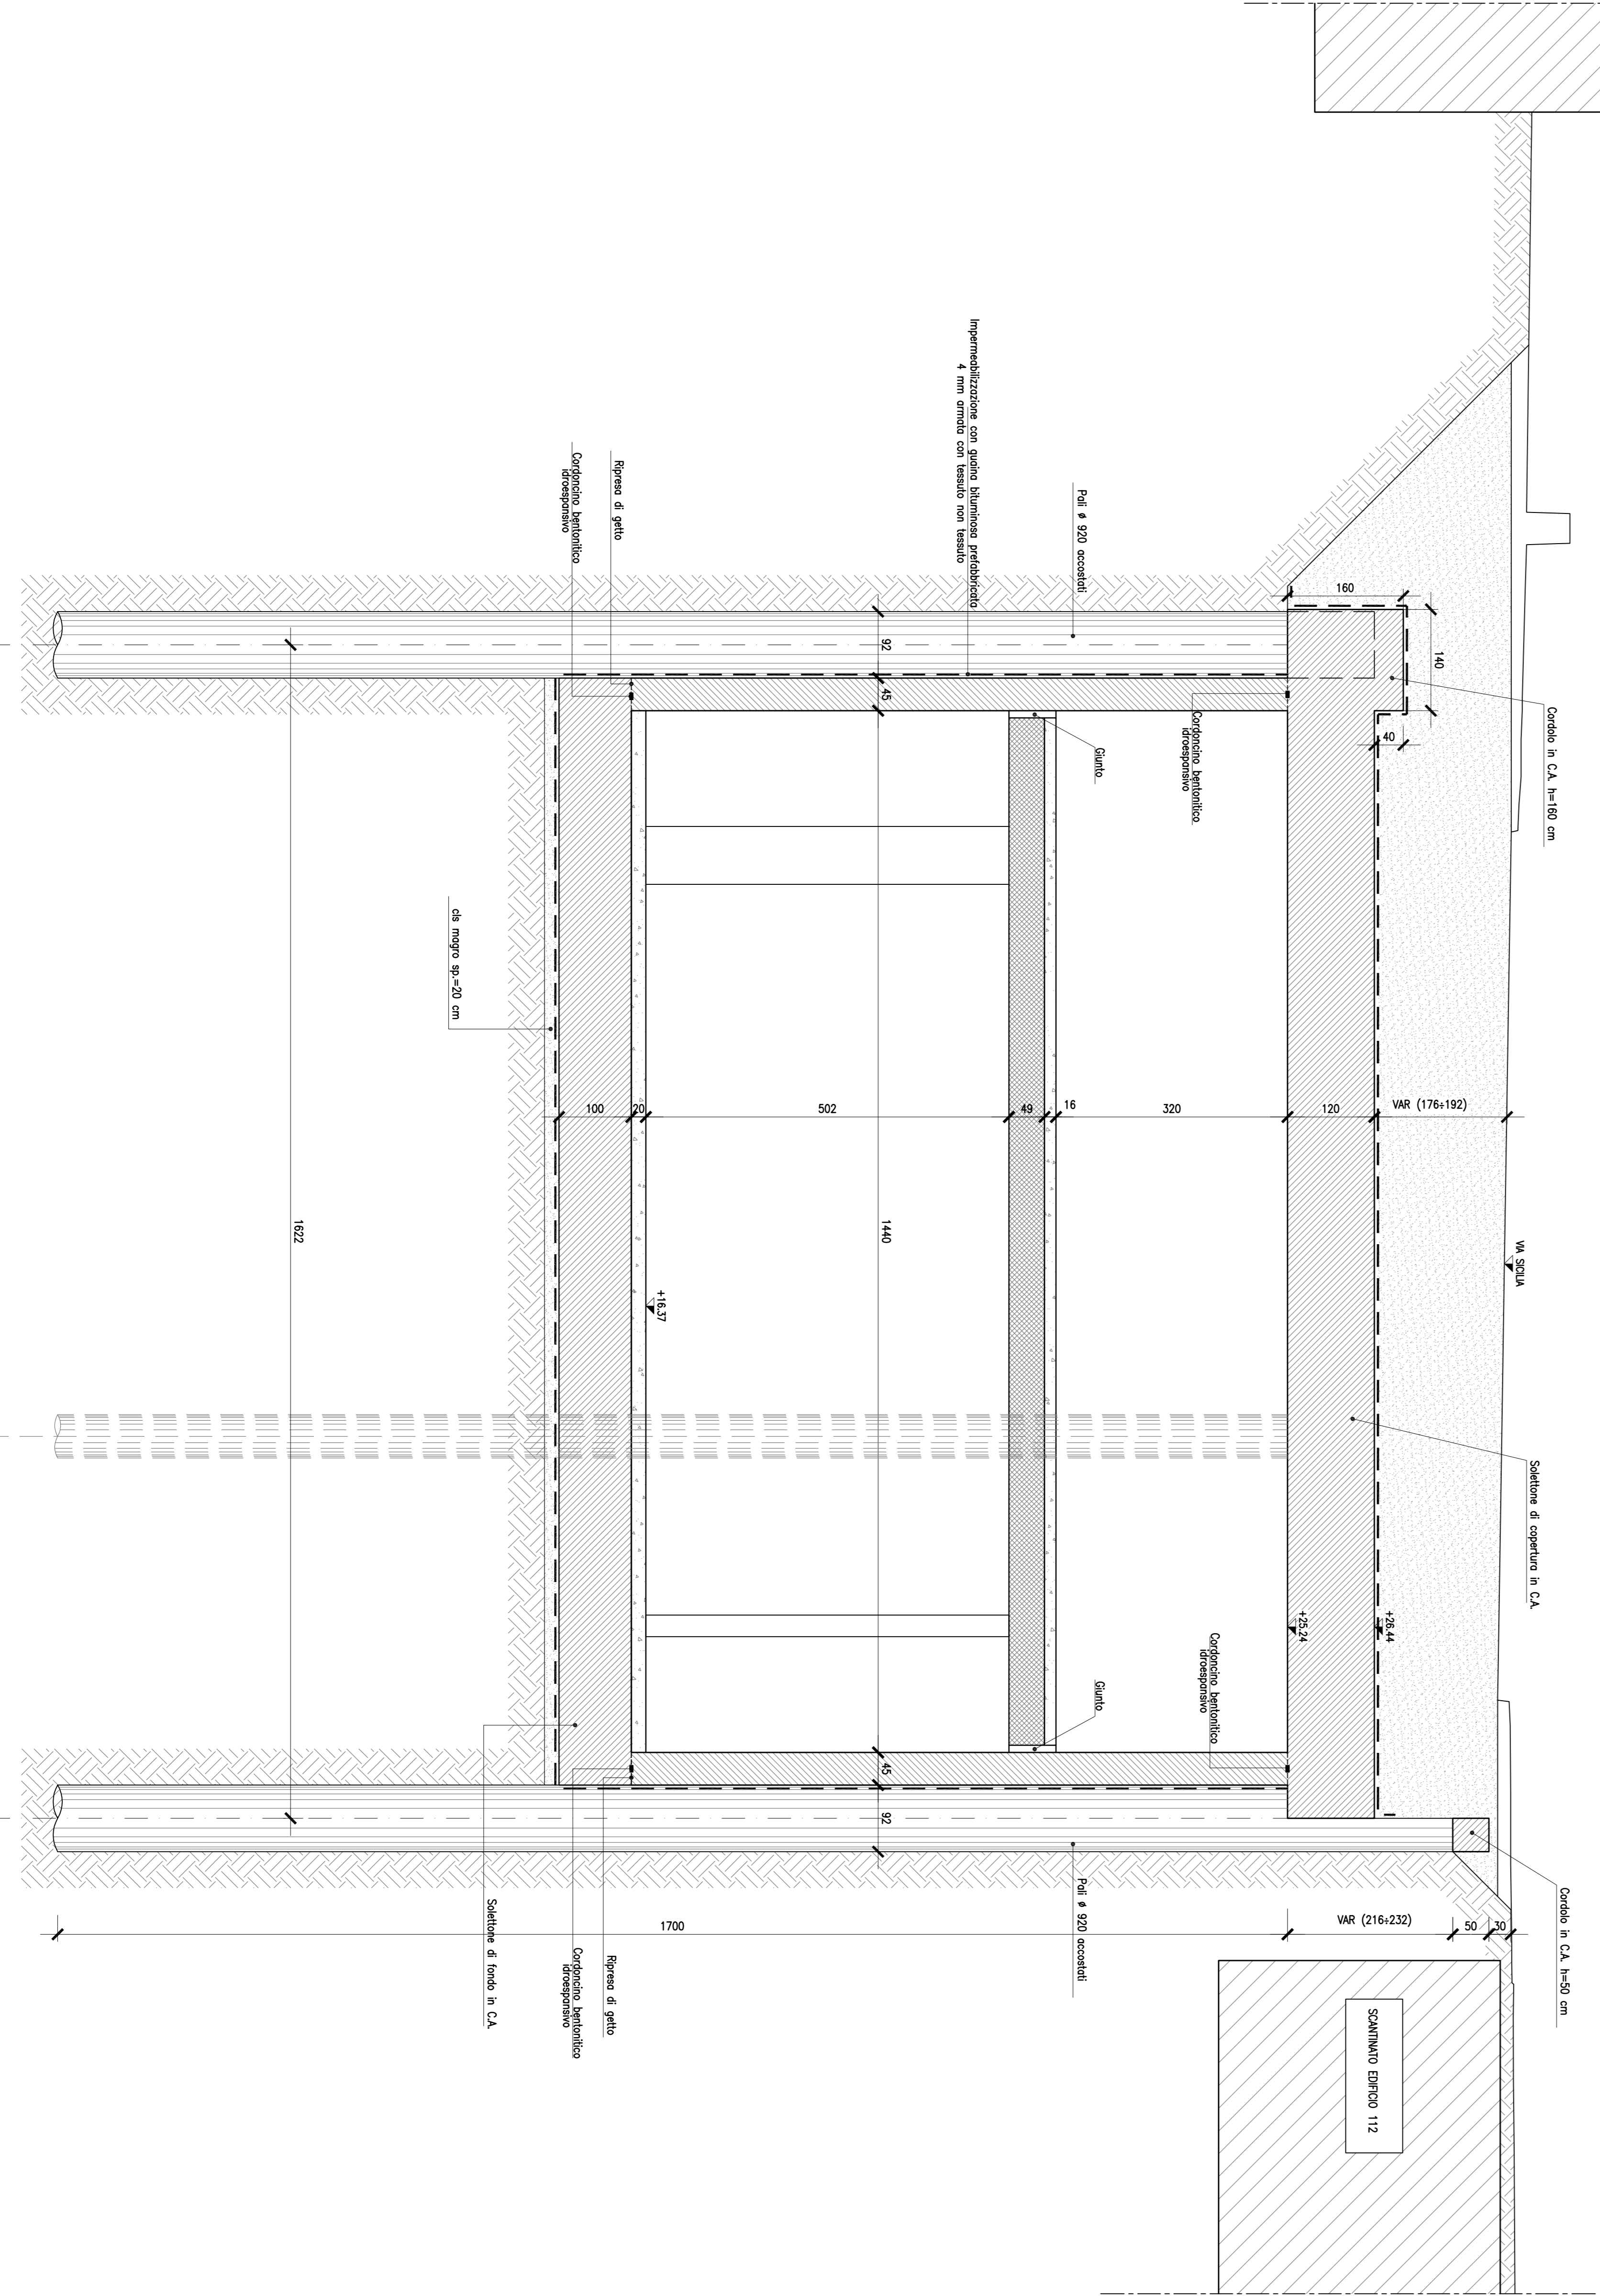 Cordolo in C.A. h=160 cm
VIA SICILIA
Solettone di copertura in C.A.
Cordolo in C.A. h=50 cm
30
50
VAR (216÷232)
1700
140
160
40
VAR (176÷192)
120
+26.44
+25.24
SCANTINATO EDIFICIO 112
Cordoncino bentonitico
idroespansivo
Cordoncino bentonitico
idroespansivo
320
Giunto
Giunto
Pali ø 920 accostati
Pali ø 920 accostati
16
49
Impermeabilizzazione con guaina bituminosa prefabbricata
4 mm armata con tessuto non tessuto
92
45
1440
45
92
502
+16.37
20
100
Ripresa di getto
Ripresa di getto
Cordoncino bentonitico
idroespansivo
Cordoncino bentonitico
idroespansivo
Solettone di fondo in C.A.
cls magro sp.=20 cm
1622